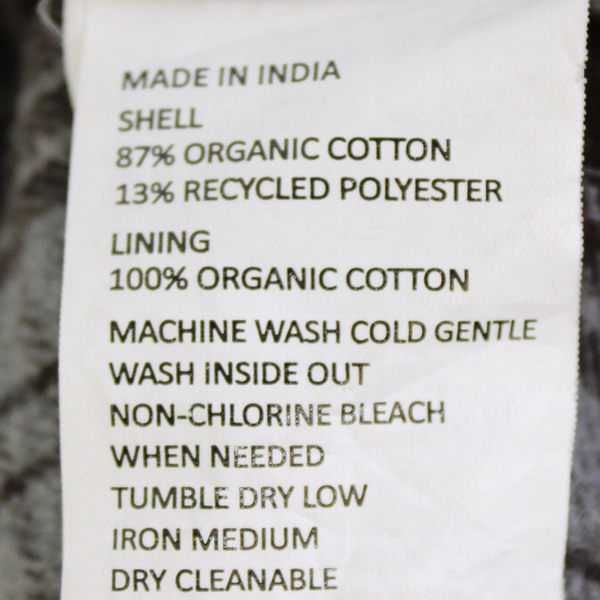 MADE IN INDIA
SHELL
87% ORGANIC COTTON
13% RECYCLED POLYESTER
LINING
100% ORGANIC COTTON
MACHINE WASH COLD GENTLE
WASH INSIDE OUT
NON-CHLORINE BLEACH
WHEN NEEDED
TUMBLE DRY LOW
IRON MEDIUM
DRY CLEANABLE